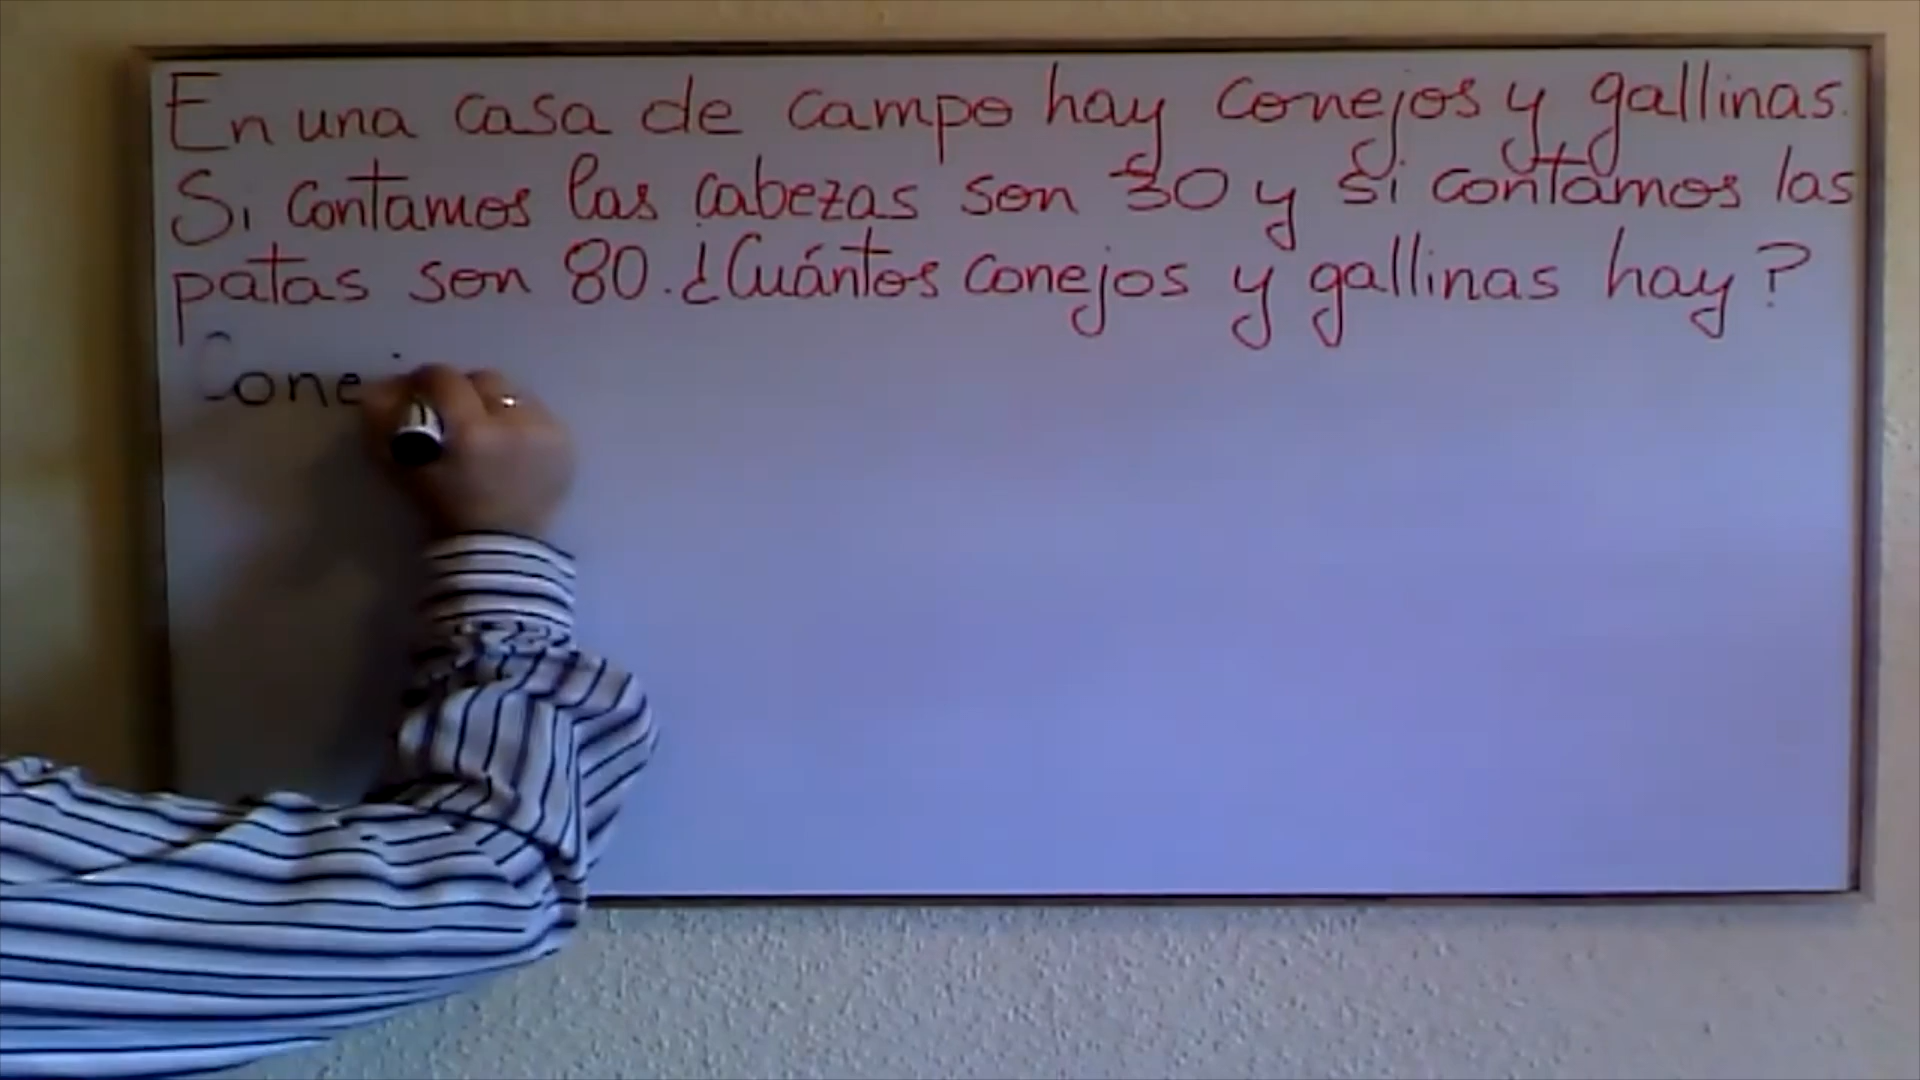 En una casa de campo hay conejos y gallinas.
Si contamos las cabezas son 30 y si contamos las
patas son 80. ¿Cuántos conejos y gallinas hay?
Cone